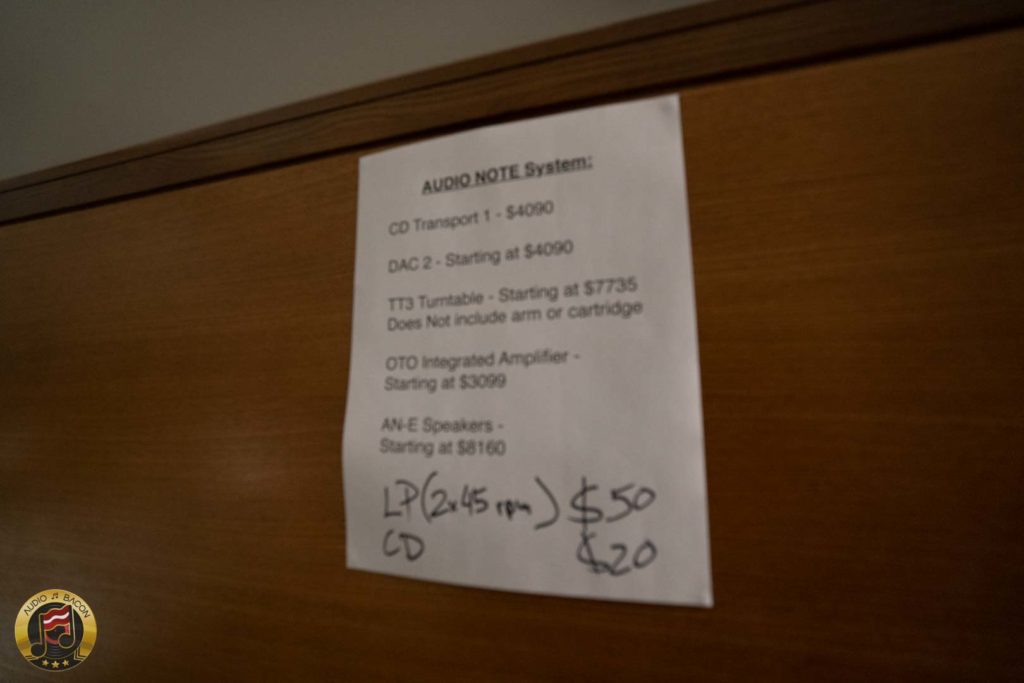 AUDIO NOTE System:
CD Transport 1 - $4090
DAC 2 - Starting at $4090
TT3 Turntable - Starting at $7735
Does Not include arm or cartridge
OTO Integrated Amplifier -
Starting at $3099
AN-E Speakers -
Starting at $8160
LP (2x45 rpm) $50
CD $20
AUDIO BACON